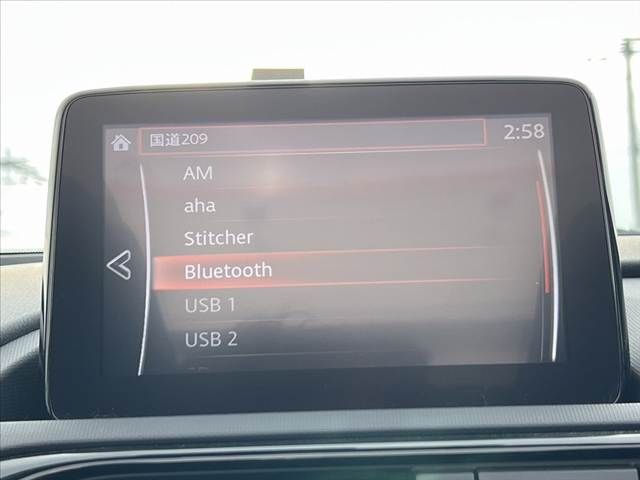 国道209
2:58
AM
aha
Stitcher
Bluetooth
USB 1
USB 2